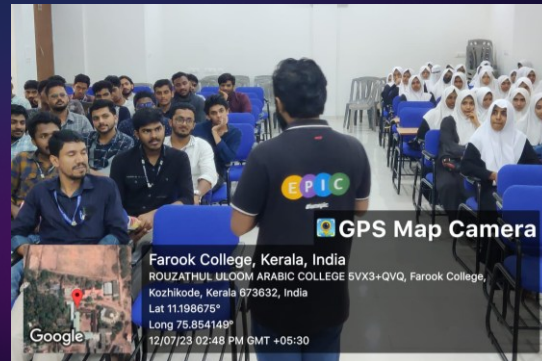 EPIC
GPS Map Camera
Farook College, Kerala, India
ROUZATHUL ULOOM ARABIC COLLEGE 5VX3+QVQ, Farook College,
Kozhikode, Kerala 673632, India
Lat 11.198675°
Long 75.854149°
12/07/23 02:48 PM GMT +05:30
Google